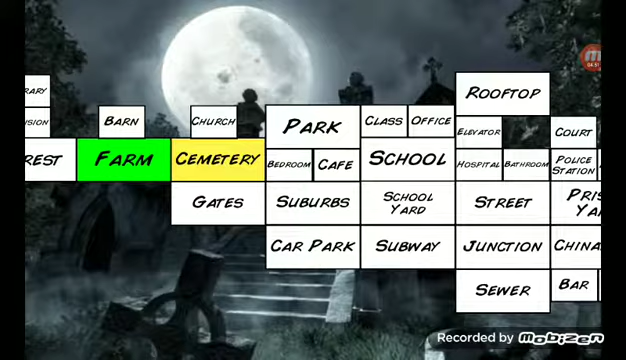 ROOFTOP
BARN
CHURCH
PARK
CLASS
OFFICE
ELEVATOR
COURT
FARM
CEMETERY
BEDROOM
CAFE
SCHOOL
HOSPITAL
BATHROOM
POLICE
STATION
GATES
SUBURBS
SCHOOL
YARD
STREET
CAR PARK
SUBWAY
JUNCTION
CHINA
SEWER
BAR
Recorded by Mobizen